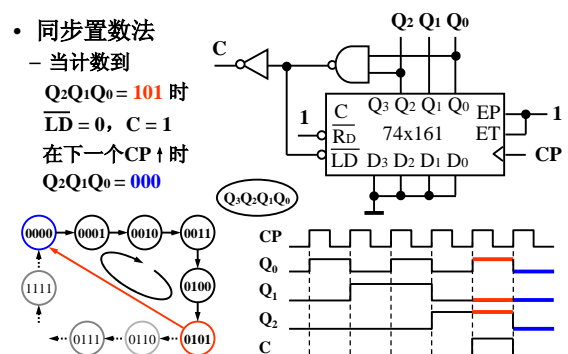 • 同步置数法
– 当计数到
Q2Q1Q0 = 101 时
LD = 0，C = 1
在下一个CP↑时
Q2Q1Q0 = 000
Q2 Q1 Q0
C
C Q3 Q2 Q1 Q0 EP
1
1 RD 74x161 ET
LD D3 D2 D1 D0
CP
Q3Q2Q1Q0
0000 0001 0010 0011
1111
0100
0111 0110 0101
CP
Q0
Q1
Q2
C